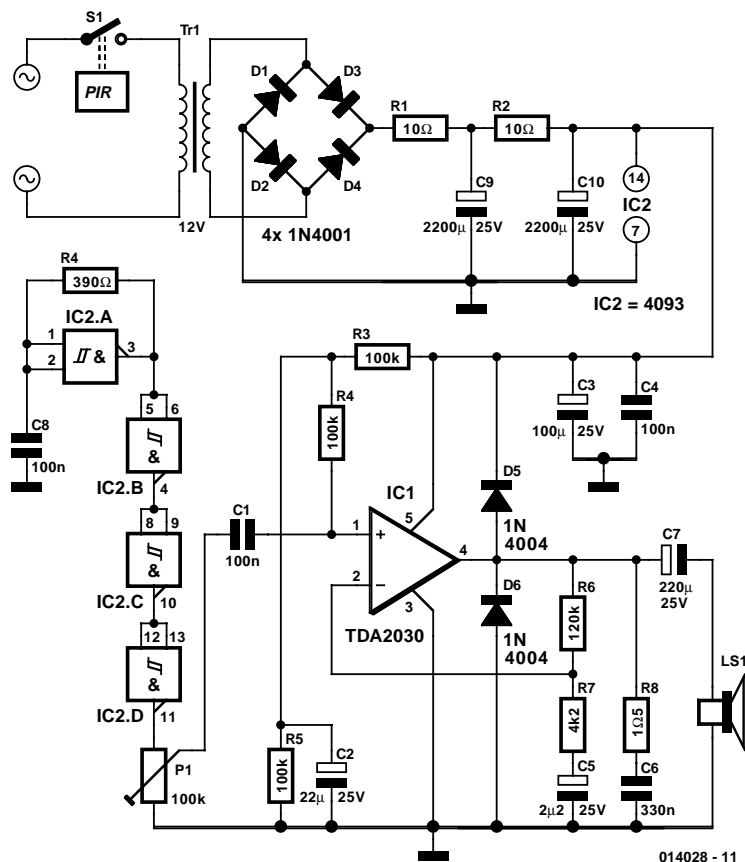 S1
Tr1
PIR
12V
D1
D3
D2
D4
4x 1N4001
R1
10Ω
R2
10Ω
C9
2200µ 25V
C10
2200µ 25V
14
IC2
7
IC2 = 4093
R4
390Ω
IC2.A
1
2
&
3
C8
100n
5 6
&
IC2.B
4
8 9
&
IC2.C
10
12 13
&
IC2.D
11
P1
100k
C1
100n
R3
100k
R4
100k
IC1
1
+
5
2
−
3
4
TDA2030
R5
100k
C2
22µ 25V
D5
1N
4004
D6
1N
4004
C3
100µ 25V
C4
100n
R6
120k
R7
4k2
C5
2µ2 25V
R8
1Ω5
C6
330n
C7
220µ
25V
LS1
014028 - 11